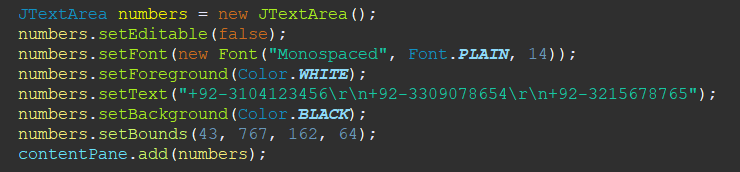 JTextArea numbers = new JTextArea();
numbers.setEditable(false);
numbers.setFont(new Font("Monospaced", Font.PLAIN, 14));
numbers.setForeground(Color.WHITE);
numbers.setText("+92-3104123456\r\n+92-3309078654\r\n+92-3215678765");
numbers.setBackground(Color.BLACK);
numbers.setBounds(43, 767, 162, 64);
contentPane.add(numbers);